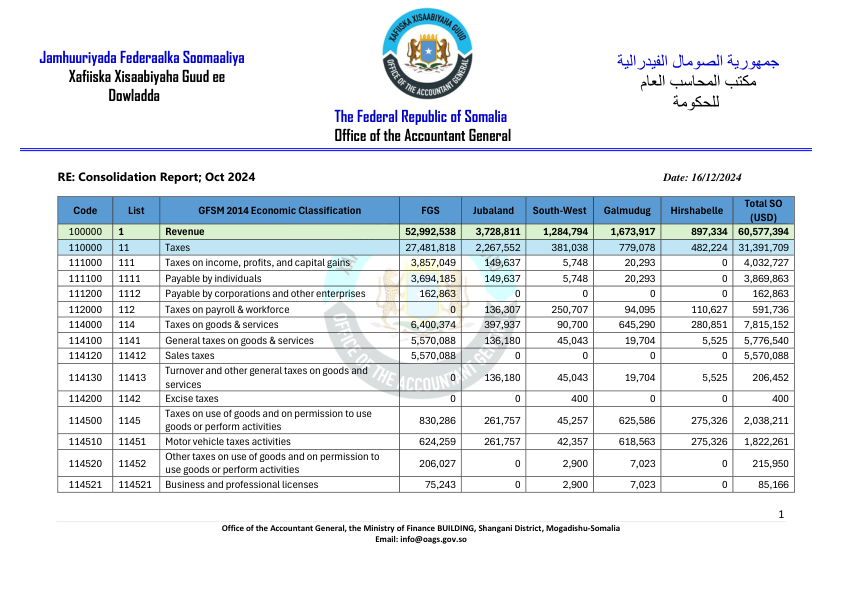 Jamhuuriyada Federaalka Soomaaliya
Xafiiska Xisaabiyaha Guud ee
Dowladda
XAFIISKA XISAABIYAHA GUUD
OFFICE OF THE ACCOUNTANT GENERAL
The Federal Republic of Somalia
Office of the Accountant General
جمهورية الصومال الفيدرالية
مكتب المحاسب العام
للحكومة
RE: Consolidation Report; Oct 2024 Date: 16/12/2024
Code List GFSM 2014 Economic Classification FGS Jubaland South-West Galmudug Hirshabelle Total SO (USD)
100000 1 Revenue 52,992,538 3,728,811 1,284,794 1,673,917 897,334 60,577,394
110000 11 Taxes 27,481,818 2,267,552 381,038 779,078 482,224 31,391,709
111000 111 Taxes on income, profits, and capital gains 3,857,049 149,637 5,748 20,293 0 4,032,727
111100 1111 Payable by individuals 3,694,185 149,637 5,748 20,293 0 3,869,863
111200 1112 Payable by corporations and other enterprises 162,863 0 0 0 0 162,863
112000 112 Taxes on payroll & workforce 0 136,307 250,707 94,095 110,627 591,736
114000 114 Taxes on goods & services 6,400,374 397,937 90,700 645,290 280,851 7,815,152
114100 1141 General taxes on goods & services 5,570,088 136,180 45,043 19,704 5,525 5,776,540
114120 11412 Sales taxes 5,570,088 0 0 0 0 5,570,088
114130 11413 Turnover and other general taxes on goods and services 0 136,180 45,043 19,704 5,525 206,452
114200 1142 Excise taxes 0 0 400 0 0 400
114500 1145 Taxes on use of goods and on permission to use goods or perform activities 830,286 261,757 45,257 625,586 275,326 2,038,211
114510 11451 Motor vehicle taxes activities 624,259 261,757 42,357 618,563 275,326 1,822,261
114520 11452 Other taxes on use of goods and on permission to use goods or perform activities 206,027 0 2,900 7,023 0 215,950
114521 114521 Business and professional licenses 75,243 0 2,900 7,023 0 85,166
1
Office of the Accountant General, the Ministry of Finance BUILDING, Shangani District, Mogadishu-Somalia
Email: info@oags.gov.so